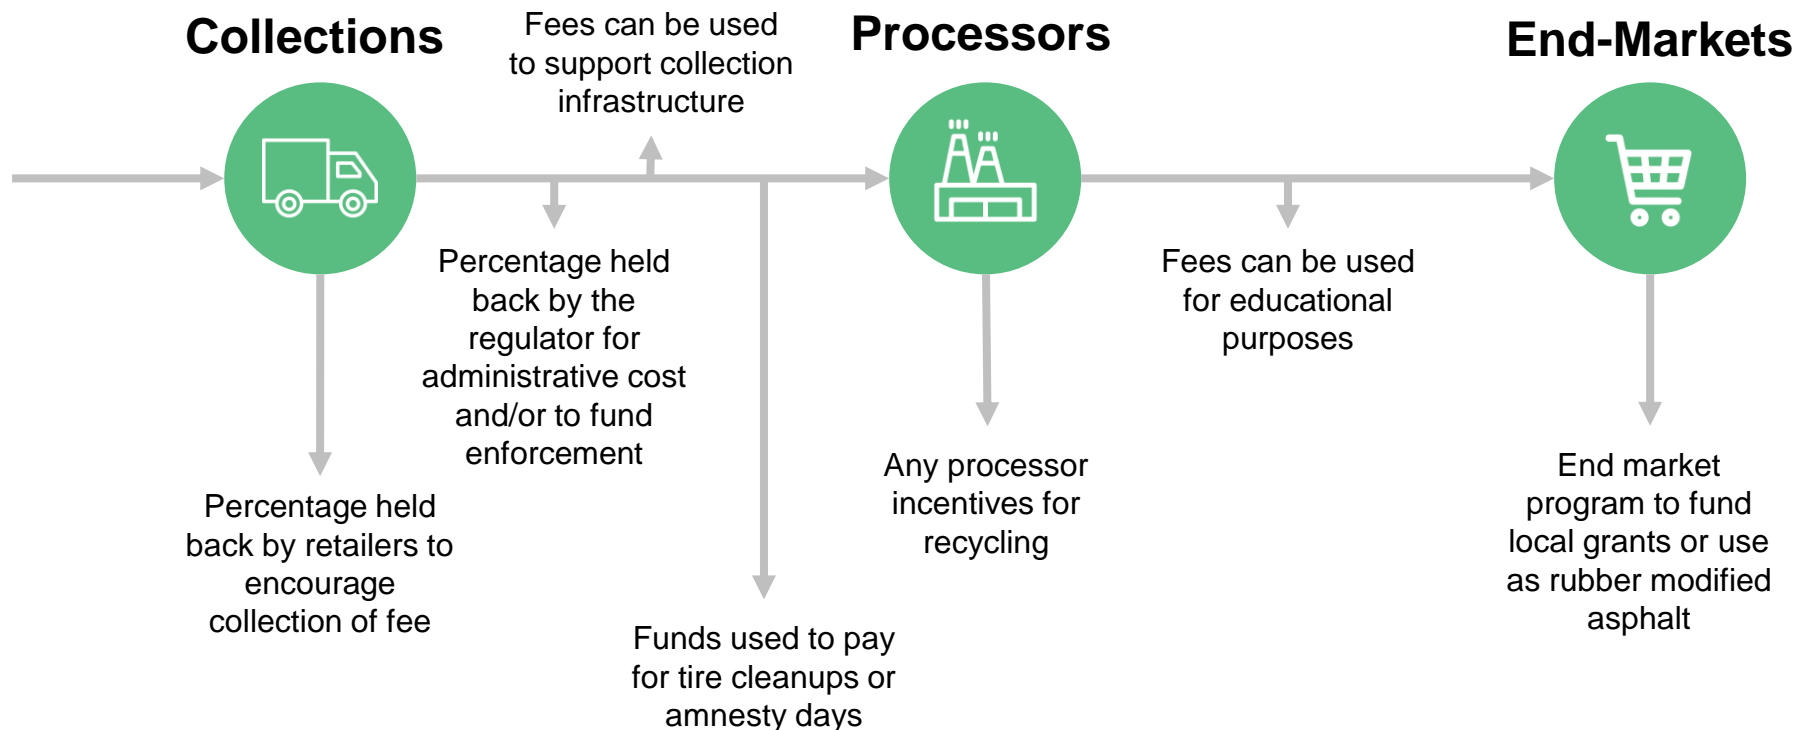 Collections
Fees can be used
to support collection
infrastructure
Processors
End-Markets
Percentage held
back by the
regulator for
administrative cost
and/or to fund
enforcement
Fees can be used
for educational
purposes
Percentage held
back by retailers to
encourage
collection of fee
Any processor
incentives for
recycling
End market
program to fund
local grants or use
as rubber modified
asphalt
Funds used to pay
for tire cleanups or
amnesty days